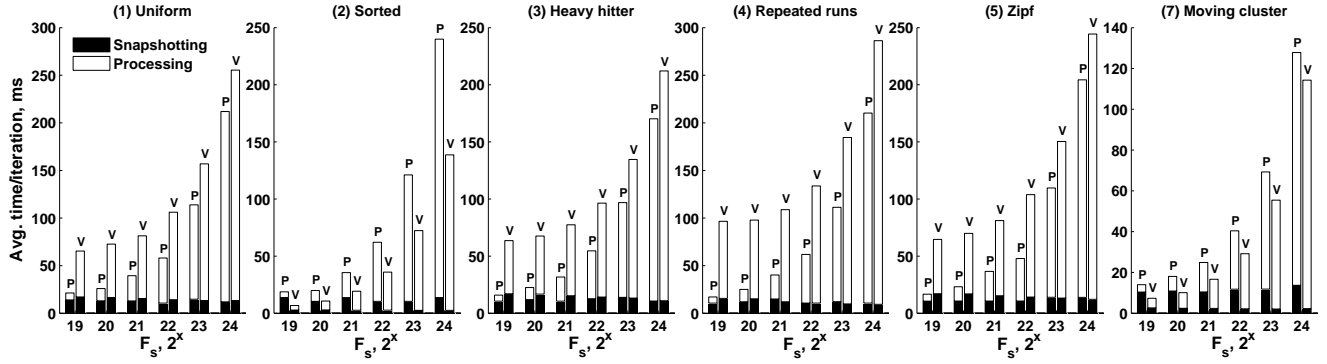 (1) Uniform
300
250
200
150
100
50
0
Avg. time/iteration, ms
Snapshotting
Processing
P V P V P V P V P V P V
19 20 21 22 23 24
F_s, 2^x
(2) Sorted
250
200
150
100
50
0
P V P V P V P V P V P V
19 20 21 22 23 24
F_s, 2^x
(3) Heavy hitter
250
200
150
100
50
0
P V P V P V P V P V P V
19 20 21 22 23 24
F_s, 2^x
(4) Repeated runs
P V P V P V P V P V P V
250
200
150
100
50
0
19 20 21 22 23 24
F_s, 2^x
(5) Zipf
250
200
150
100
50
0
P V P V P V P V P V P V
19 20 21 22 23 24
F_s, 2^x
(7) Moving cluster
140
120
100
80
60
40
20
0
P V P V P V P V P V P V
19 20 21 22 23 24
F_s, 2^x